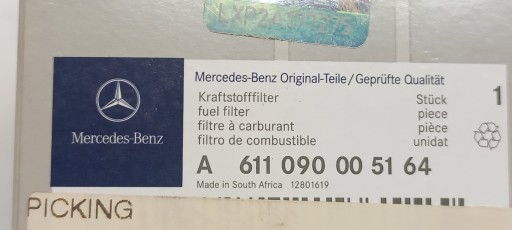 Mercedes-Benz Original-Teile/Geprüfte Qualität
Kraftstofffilter Stück 1
fuel filter piece
filtre à carburant pièce
filtro de combustible unidat
Mercedes-Benz
A 611 090 00 51 64
Made in South Africa 12801619
PICKING